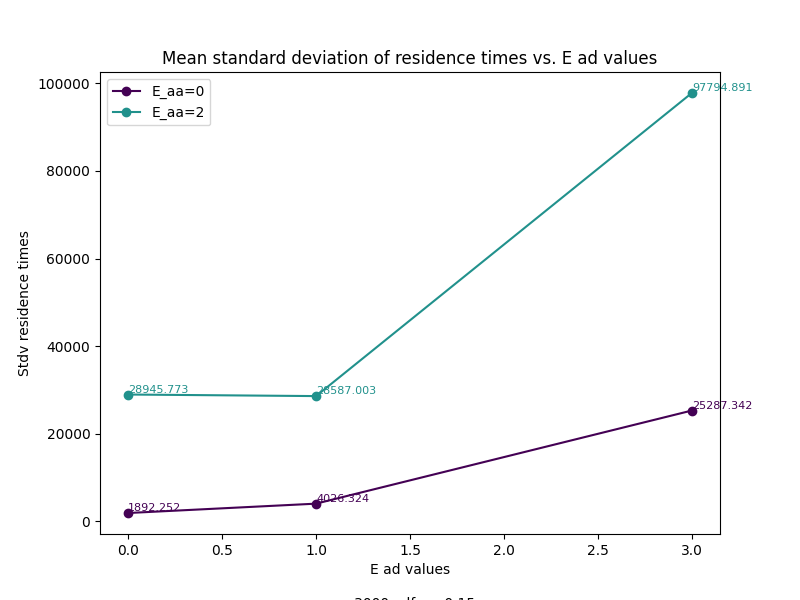 Mean standard deviation of residence times vs. E ad values
E_aa=0
E_aa=2
100000
80000
60000
40000
20000
0
Stdv residence times
97794.891
28945.773
28587.003
25287.342
1892.252
4026.324
0.0 0.5 1.0 1.5 2.0 2.5 3.0
E ad values